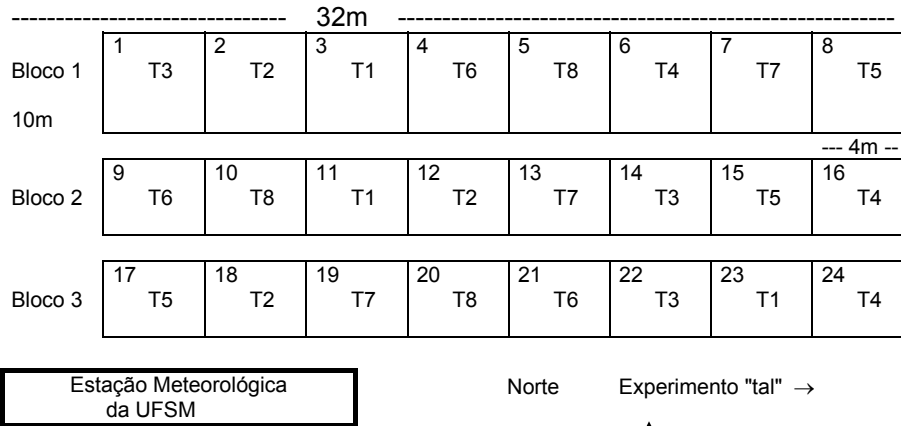 32m
1 2 3 4 5 6 7 8
Bloco 1 T3 T2 T1 T6 T8 T4 T7 T5
10m
--- 4m --
9 10 11 12 13 14 15 16
Bloco 2 T6 T8 T1 T2 T7 T3 T5 T4
17 18 19 20 21 22 23 24
Bloco 3 T5 T2 T7 T8 T6 T3 T1 T4
Estação Meteorológica Norte Experimento "tal" →
da UFSM